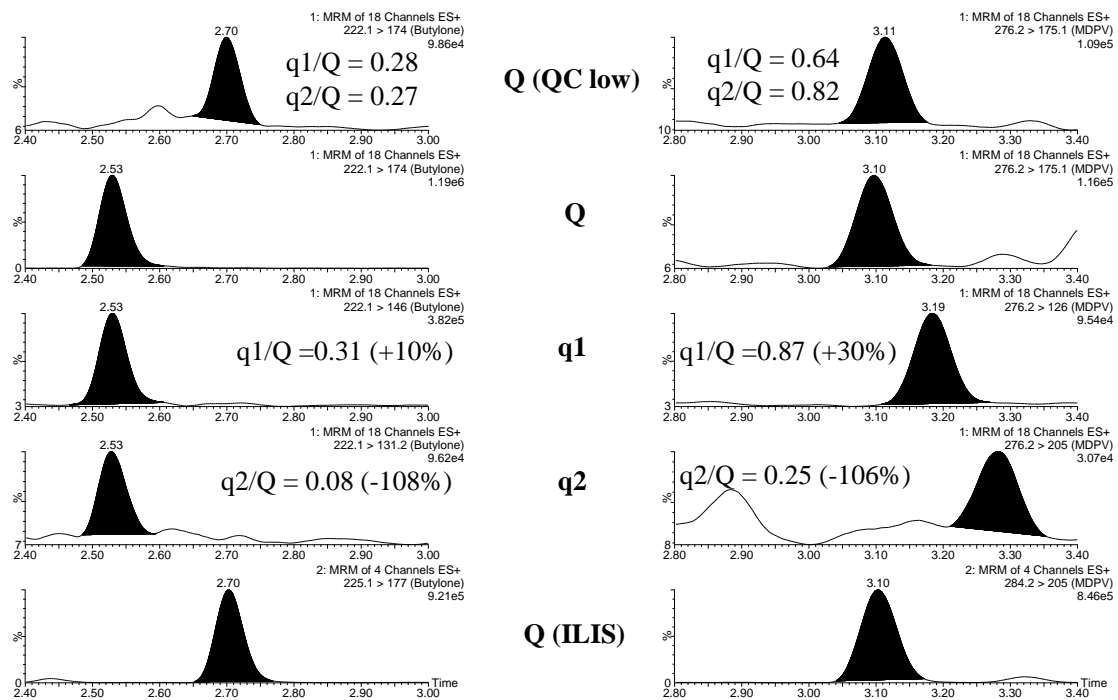 1: MRM of 18 Channels ES+
222.1 > 174 (Butylone)
9.86e4
2.70
q1/Q = 0.28
q2/Q = 0.27
%
6
2.40 2.50 2.60 2.70 2.80 2.90 3.00
Q (QC low)
1: MRM of 18 Channels ES+
276.2 > 175.1 (MDPV)
1.09e5
3.11
q1/Q = 0.64
q2/Q = 0.82
%
10
2.80 2.90 3.00 3.10 3.20 3.30 3.40
1: MRM of 18 Channels ES+
222.1 > 174 (Butylone)
1.19e6
2.53
%
0
2.40 2.50 2.60 2.70 2.80 2.90 3.00
Q
1: MRM of 18 Channels ES+
276.2 > 175.1 (MDPV)
1.16e5
3.10
%
6
2.80 2.90 3.00 3.10 3.20 3.30 3.40
1: MRM of 18 Channels ES+
222.1 > 146 (Butylone)
3.82e5
2.53
q1/Q =0.31 (+10%)
%
3
2.40 2.50 2.60 2.70 2.80 2.90 3.00
q1
1: MRM of 18 Channels ES+
276.2 > 126 (MDPV)
9.54e4
3.19
q1/Q=0.87 (+30%)
%
3
2.80 2.90 3.00 3.10 3.20 3.30 3.40
1: MRM of 18 Channels ES+
222.1 > 131.2 (Butylone)
9.62e4
2.53
q2/Q = 0.08 (-108%)
%
7
2.40 2.50 2.60 2.70 2.80 2.90 3.00
q2
1: MRM of 18 Channels ES+
276.2 > 205 (MDPV)
3.07e4
3.28
q2/Q = 0.25 (-106%)
%
8
2.80 2.90 3.00 3.10 3.20 3.30 3.40
2: MRM of 4 Channels ES+
225.1 > 177 (Butylone)
9.21e5
2.70
%
0
Time
2.40 2.50 2.60 2.70 2.80 2.90 3.00
Q (ILIS)
2: MRM of 4 Channels ES+
284.2 > 205 (MDPV)
8.46e5
3.10
%
0
Time
2.80 2.90 3.00 3.10 3.20 3.30 3.40